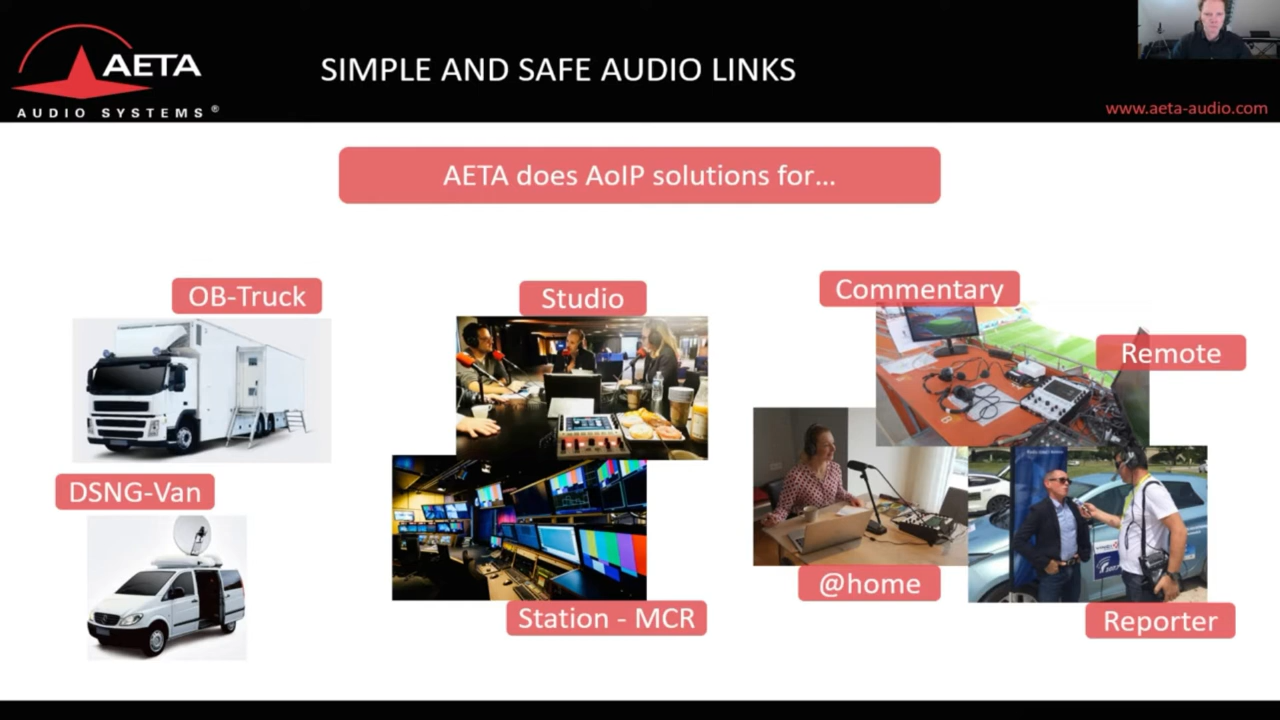 AETA
AUDIO SYSTEMS ®
SIMPLE AND SAFE AUDIO LINKS
www.aeta-audio.com
AETA does AoIP solutions for...
OB-Truck
DSNG-Van
Studio
Station - MCR
Commentary
Remote
@home
Reporter